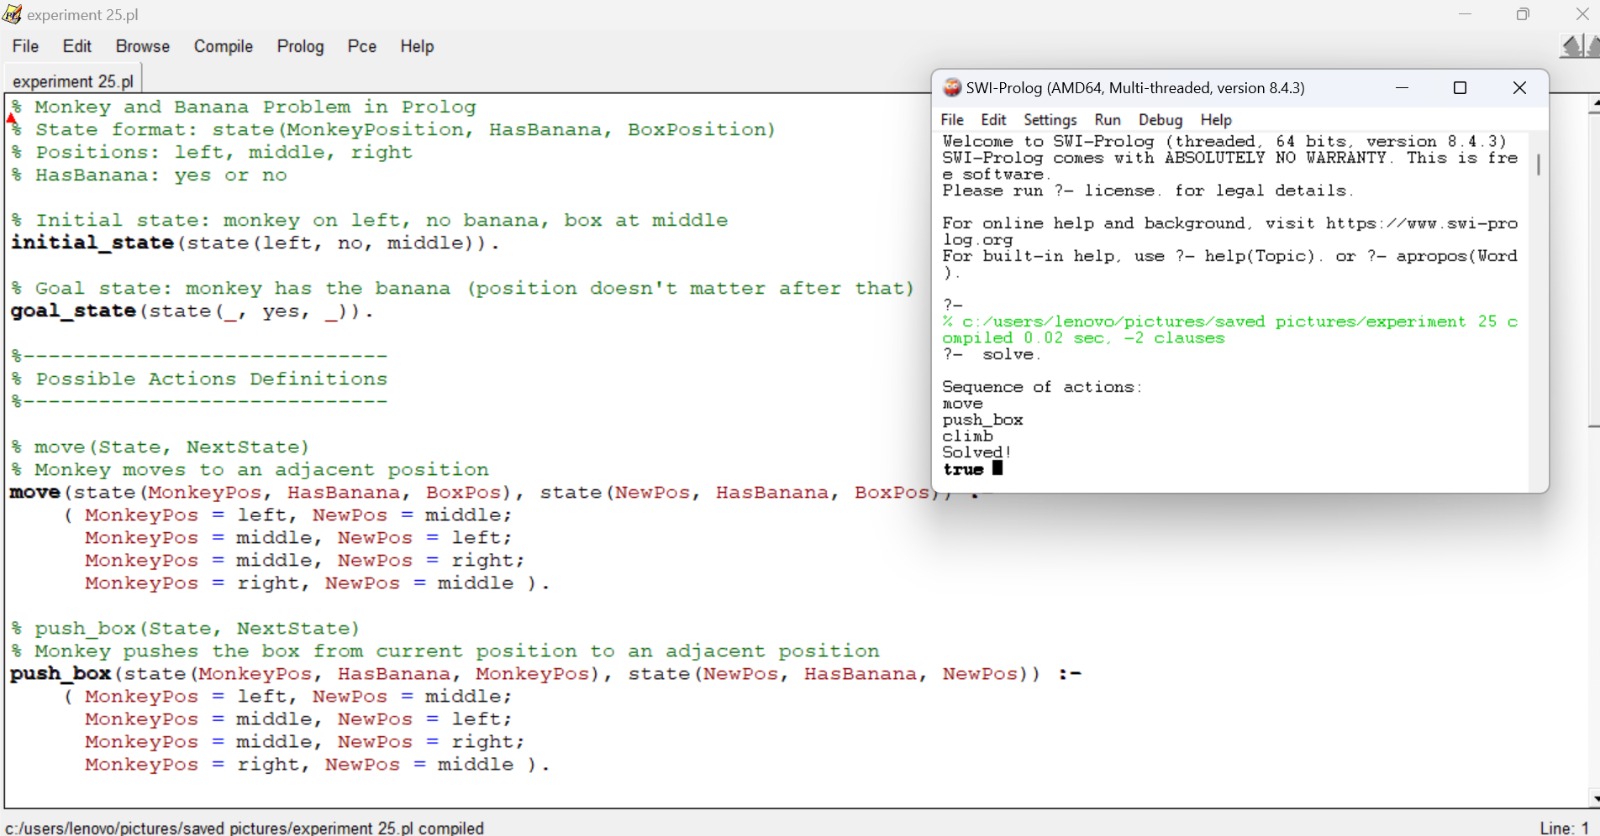 experiment 25.pl
File Edit Browse Compile Prolog Pce Help
experiment 25.pl
% Monkey and Banana Problem in Prolog
% State format: state(MonkeyPosition, HasBanana, BoxPosition)
% Positions: left, middle, right
% HasBanana: yes or no
% Initial state: monkey on left, no banana, box at middle
initial_state(state(left, no, middle)).
% Goal state: monkey has the banana (position doesn't matter after that)
goal_state(state(_, yes, _)).
%-----------------------------
% Possible Actions Definitions
%-----------------------------
% move(State, NextState)
% Monkey moves to an adjacent position
move(state(MonkeyPos, HasBanana, BoxPos), state(NewPos, HasBanana, BoxPos)) :-
( MonkeyPos = left, NewPos = middle;
MonkeyPos = middle, NewPos = left;
MonkeyPos = middle, NewPos = right;
MonkeyPos = right, NewPos = middle ).
% push_box(State, NextState)
% Monkey pushes the box from current position to an adjacent position
push_box(state(MonkeyPos, HasBanana, MonkeyPos), state(NewPos, HasBanana, NewPos)) :-
( MonkeyPos = left, NewPos = middle;
MonkeyPos = middle, NewPos = left;
MonkeyPos = middle, NewPos = right;
MonkeyPos = right, NewPos = middle ).
c:/users/lenovo/pictures/saved pictures/experiment 25.pl compiled
Line: 1
SWI-Prolog (AMD64, Multi-threaded, version 8.4.3)
File Edit Settings Run Debug Help
Welcome to SWI-Prolog (threaded, 64 bits, version 8.4.3)
SWI-Prolog comes with ABSOLUTELY NO WARRANTY. This is fre
e software.
Please run ?- license. for legal details.
For online help and background, visit https://www.swi-pro
log.org
For built-in help, use ?- help(Topic). or ?- apropos(Word
).
?-
% c:/users/lenovo/pictures/saved pictures/experiment 25 c
ompiled 0.02 sec, -2 clauses
?- solve.
Sequence of actions:
move
push_box
climb
Solved!
true